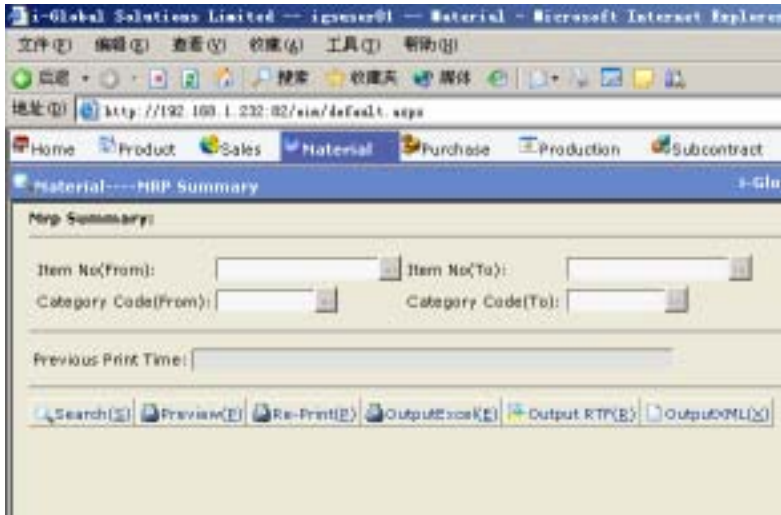 i-Global Solutions Limited -- igsuser01 -- Material - Microsoft Internet Explorer
文件(F) 编辑(E) 查看(V) 收藏(A) 工具(T) 帮助(H)
后退 搜索 收藏夹 媒体
地址(D) http://192.168.1.232:82/sim/default.aspx
Home Product Sales Material Purchase Production Subcontract
Material----MRP Summary i-Glo
Mrp Summary:
Item No(From): Item No(To):
Category Code(From): Category Code(To):
Previous Print Time:
Search(S) Preview(P) Re-Print(P) OutputExcel(E) Output RTF(R) OutputXML(X)